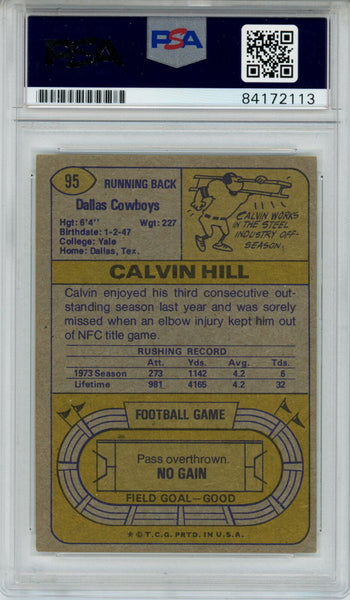 PSA
PSA
84172113
95
RUNNING BACK
Dallas Cowboys
Hgt: 6'4" Wgt: 227
Birthdate: 1-2-47
College: Yale
Home: Dallas, Tex.
CALVIN WORKS
IN THE STEEL
INDUSTRY OFF-
SEASON.
CALVIN HILL
Calvin enjoyed his third consecutive out-
standing season last year and was sorely
missed when an elbow injury kept him out
of NFC title game.
RUSHING RECORD
Att. Yds. Avg. Tds.
1973 Season 273 1142 4.2 6
Lifetime 981 4165 4.2 32
FOOTBALL GAME
Pass overthrown.
NO GAIN
FIELD GOAL—GOOD
* © T.C.G. PRTD. IN U.S.A.